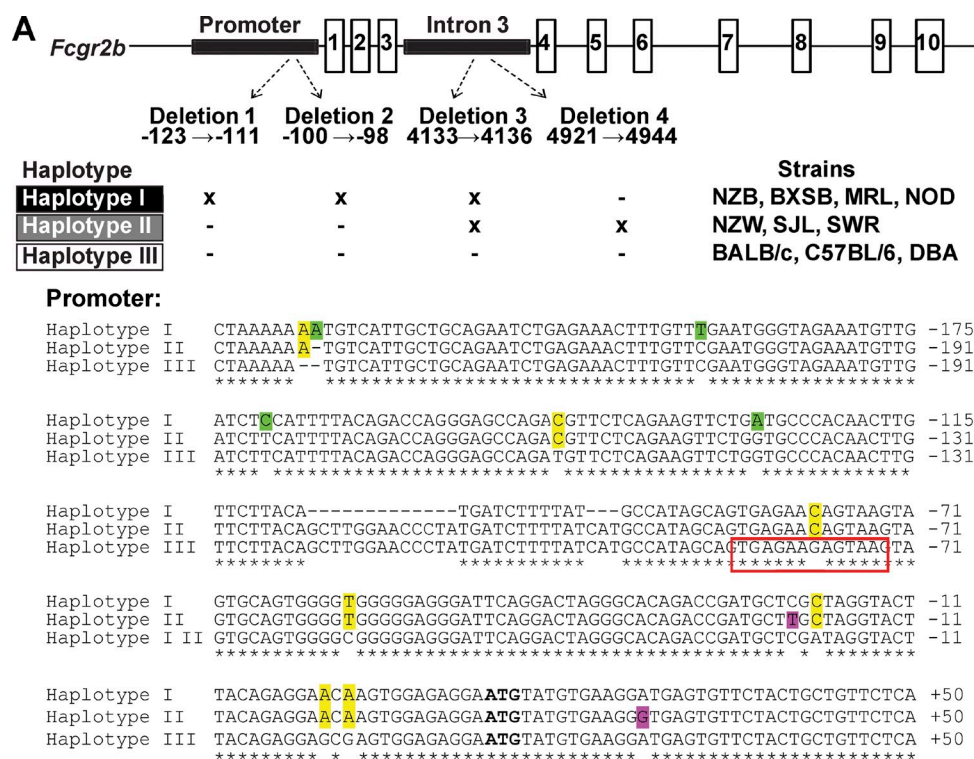 A
Promoter Intron 3
Fcgr2b 1 2 3 4 5 6 7 8 9 10
Deletion 1 Deletion 2 Deletion 3 Deletion 4
-123→-111 -100→-98 4133→4136 4921→4944
Haplotype Strains
Haplotype I x x x - NZB, BXSB, MRL, NOD
Haplotype II - - x x NZW, SJL, SWR
Haplotype III - - - - BALB/c, C57BL/6, DBA
Promoter:
Haplotype I CTAAAAAAATGTCATTGCTGCAGAATCTGAGAAACTTTGTTTGAATGGGTAGAAATGTTG -175
Haplotype II CTAAAAAA-TGTCATTGCTGCAGAATCTGAGAAACTTTGTTCGAATGGGTAGAAATGTTG -191
Haplotype III CTAAAAA--TGTCATTGCTGCAGAATCTGAGAAACTTTGTTCGAATGGGTAGAAATGTTG -191
******* ******************************** ******************
Haplotype I ATCTCCATTTTACAGACCAGGGAGCCAGACGTTCTCAGAAGTTCTGATGCCCACAACTTG -115
Haplotype II ATCTTCATTTTACAGACCAGGGAGCCAGACGTTCTCAGAAGTTCTGGTGCCCACAACTTG -131
Haplotype III ATCTTCATTTTACAGACCAGGGAGCCAGATGTTCTCAGAAGTTCTGGTGCCCACAACTTG -131
**** ************************ **************** *************
Haplotype I TTCTTACA-------------TGATCTTTTAT---GCCATAGCAGTGAGAACAGTAAGTA -71
Haplotype II TTCTTACAGCTTGGAACCCTATGATCTTTTATCATGCCATAGCAGTGAGAACAGTAAGTA -71
Haplotype III TTCTTACAGCTTGGAACCCTATGATCTTTTATCATGCCATAGCAGTGAGAAGAGTAAGTA -71
******** *********** **************** ********
Haplotype I GTGCAGTGGGGTGGGGGAGGGATTCAGGACTAGGGCACAGACCGATGCTCGCTAGGTACT -11
Haplotype II GTGCAGTGGGGTGGGGGAGGGATTCAGGACTAGGGCACAGACCGATGCTTGCTAGGTACT -11
Haplotype I II GTGCAGTGGGGCGGGGGAGGGATTCAGGACTAGGGCACAGACCGATGCTCGATAGGTACT -11
*********** ************************************* * ********
Haplotype I TACAGAGGAACAAGTGGAGAGGAATGTATGTGAAGGATGAGTGTTCTACTGCTGTTCTCA +50
Haplotype II TACAGAGGAACAAGTGGAGAGGAATGTATGTGAAGGGTGAGTGTTCTACTGCTGTTCTCA +50
Haplotype III TACAGAGGAGCGAGTGGAGAGGAATGTATGTGAAGGATGAGTGTTCTACTGCTGTTCTCA +50
********* * ************************ ***********************